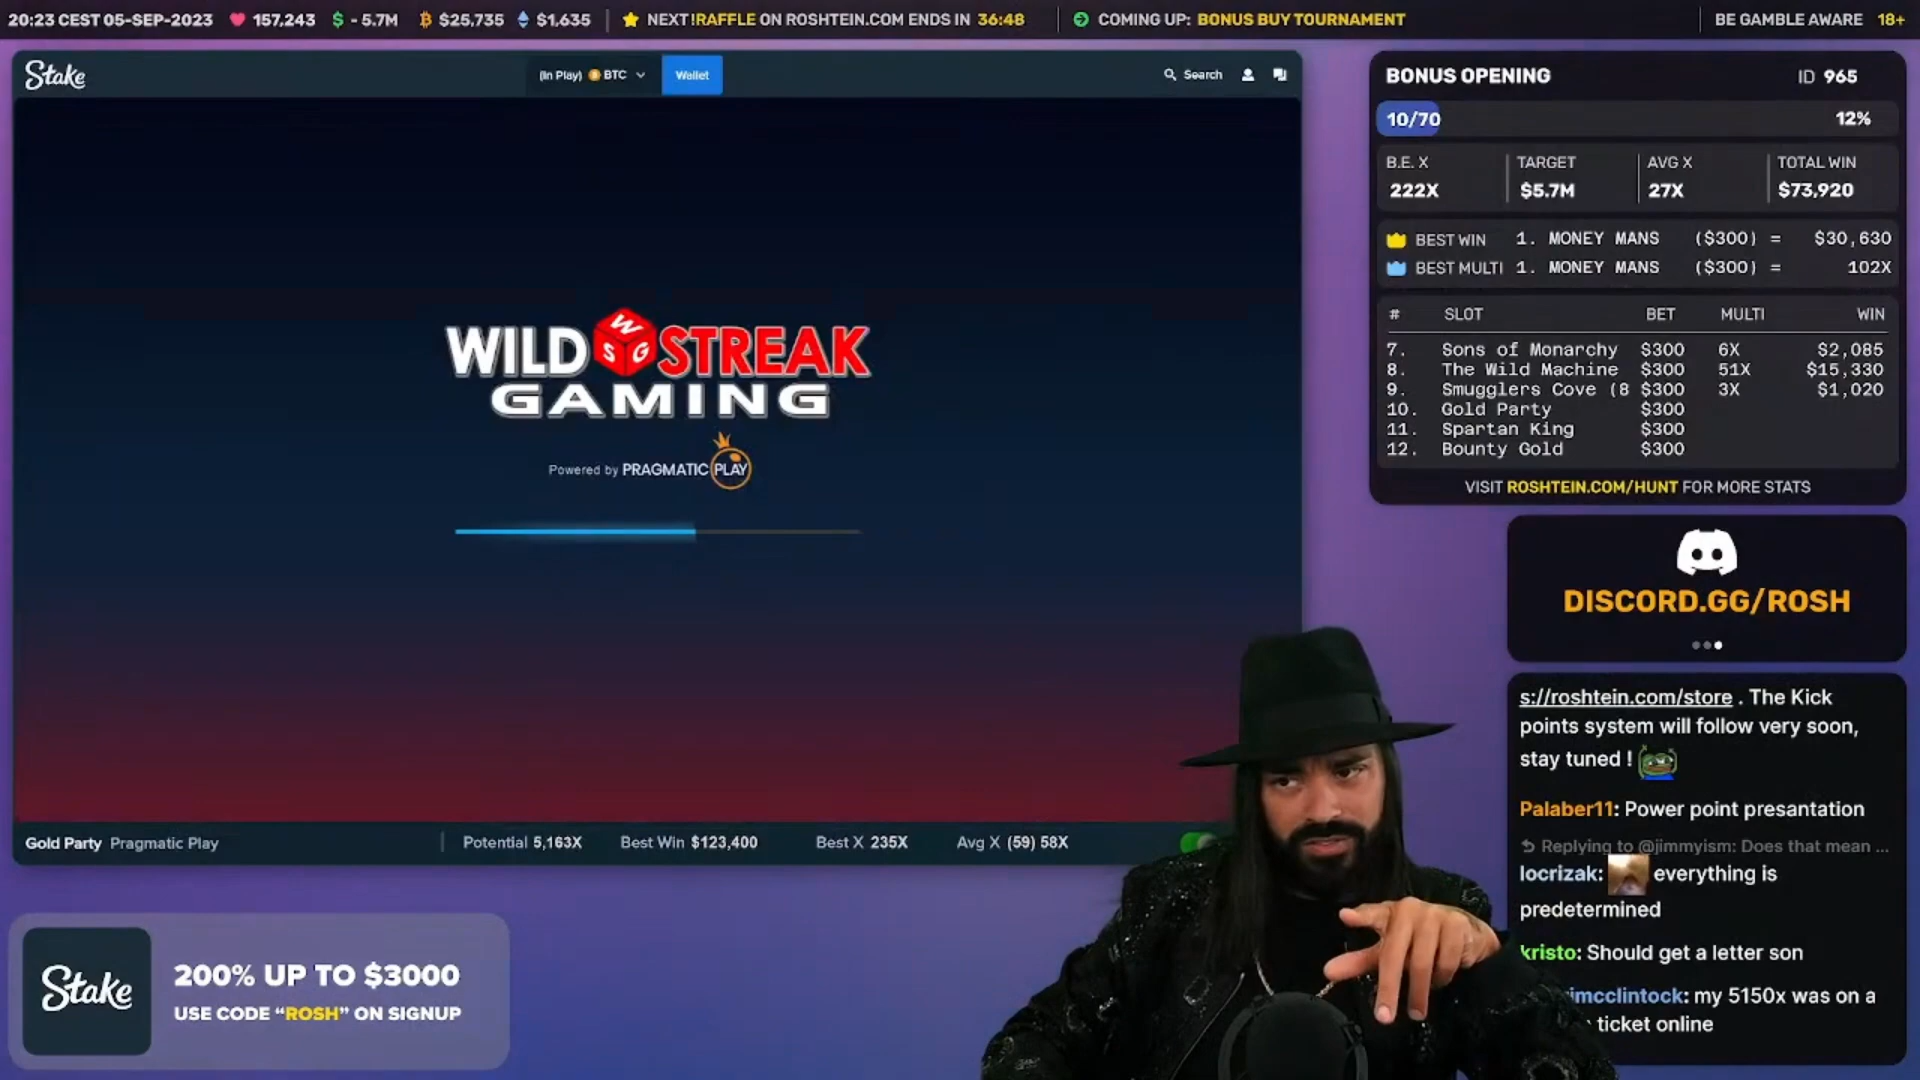 20:23 CEST 05-SEP-2023 157,243 $ - 5.7M $25,735 $1,635 NEXT !RAFFLE ON ROSHTEIN.COM ENDS IN 36:48 COMING UP: BONUS BUY TOURNAMENT BE GAMBLE AWARE 18+
Stake (In Play) BTC Wallet Search
WILD WSG STREAK
GAMING
Powered by PRAGMATIC PLAY
Gold Party Pragmatic Play Potential 5,163X Best Win $123,400 Best X 235X Avg X (59) 58X
Stake
200% UP TO $3000
USE CODE “ROSH” ON SIGNUP
BONUS OPENING ID 965
10/70 12%
B.E. X TARGET AVG X TOTAL WIN
222X $5.7M 27X $73,920
BEST WIN 1. MONEY MANS ($300) = $30,630
BEST MULTI 1. MONEY MANS ($300) = 102X
# SLOT BET MULTI WIN
7. Sons of Monarchy $300 6X $2,085
8. The Wild Machine $300 51X $15,330
9. Smugglers Cove (8 $300 3X $1,020
10. Gold Party $300
11. Spartan King $300
12. Bounty Gold $300
VISIT ROSHTEIN.COM/HUNT FOR MORE STATS
DISCORD.GG/ROSH
s://roshtein.com/store . The Kick
points system will follow very soon,
stay tuned !
Palaber11: Power point presantation
Replying to @jimmyism: Does that mean ...
locrizak: everything is
predetermined
kristo: Should get a letter son
imcclintock: my 5150x was on a
ticket online